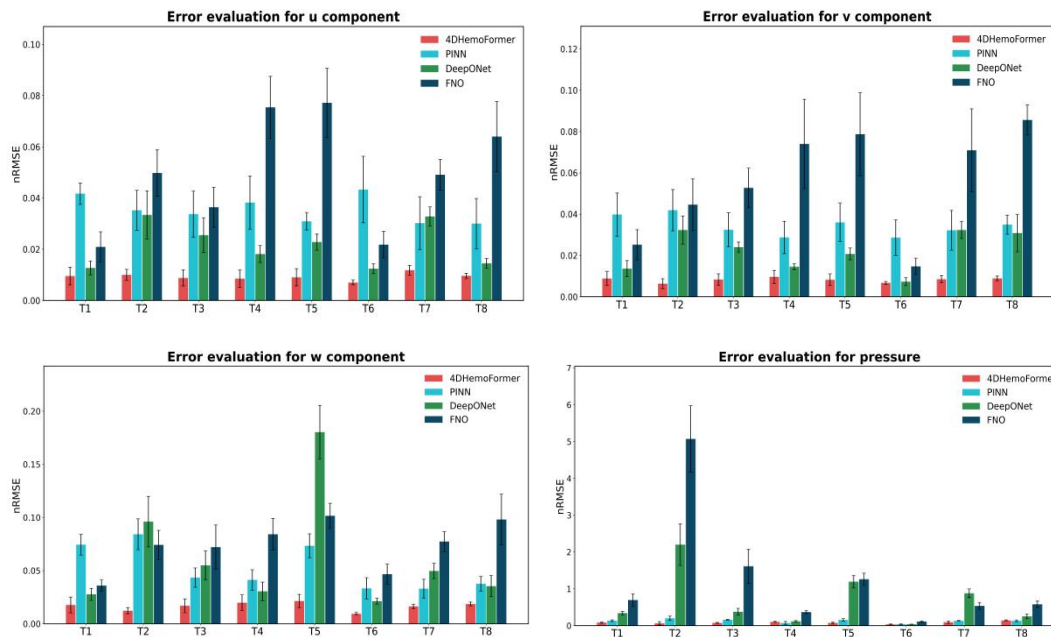 Error evaluation for u component
4DHemoFormer
PINN
DeepONet
FNO
nRMSE
0.10
0.08
0.06
0.04
0.02
0.00
T1 T2 T3 T4 T5 T6 T7 T8
Error evaluation for v component
4DHemoFormer
PINN
DeepONet
FNO
nRMSE
0.12
0.10
0.08
0.06
0.04
0.02
0.00
T1 T2 T3 T4 T5 T6 T7 T8
Error evaluation for w component
4DHemoFormer
PINN
DeepONet
FNO
nRMSE
0.20
0.15
0.10
0.05
0.00
T1 T2 T3 T4 T5 T6 T7 T8
Error evaluation for pressure
4DHemoFormer
PINN
DeepONet
FNO
nRMSE
7
6
5
4
3
2
1
0
T1 T2 T3 T4 T5 T6 T7 T8